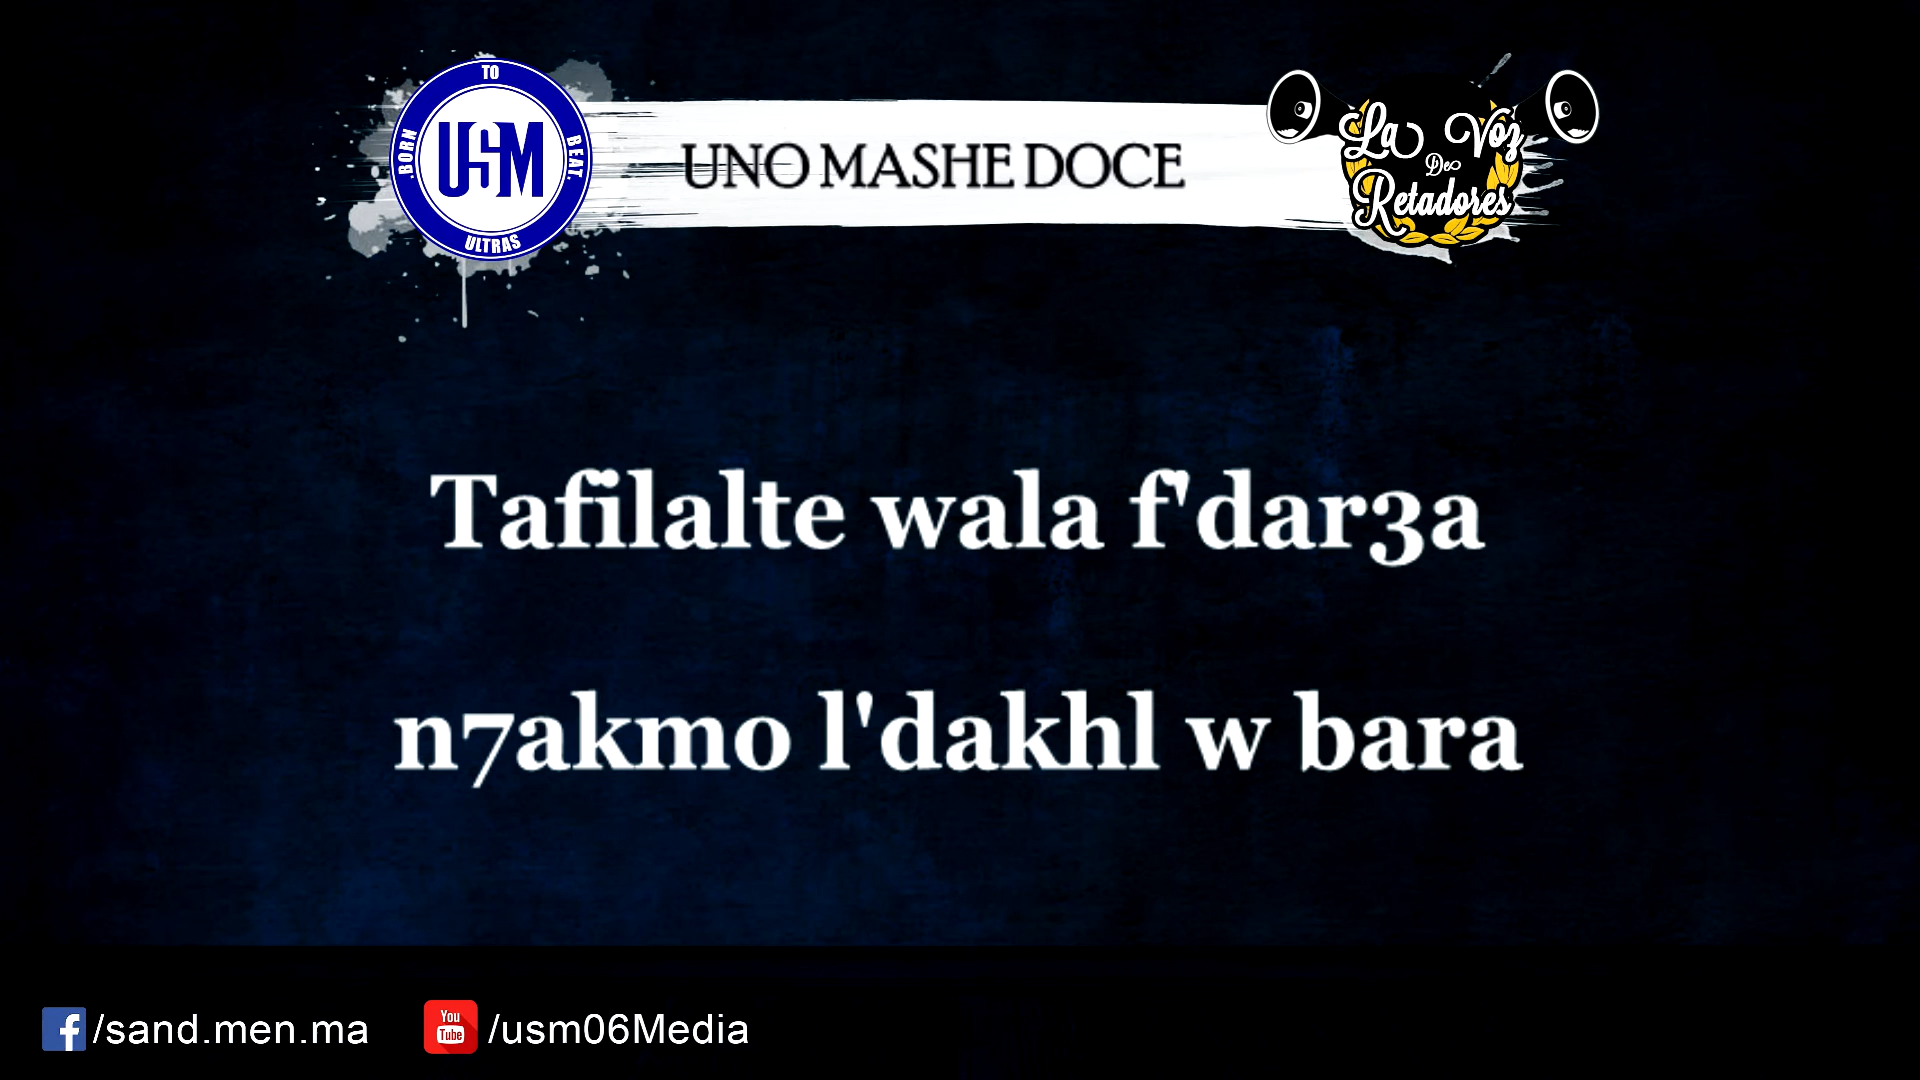 .BORN TO BEAT. ULTRAS
USM
UNO MASHE DOCE
La Voz
De
Retadores
Tafilalte wala f'dar3a
n7akmo l'dakhl w bara
/sand.men.ma
You
Tube
/usm06Media